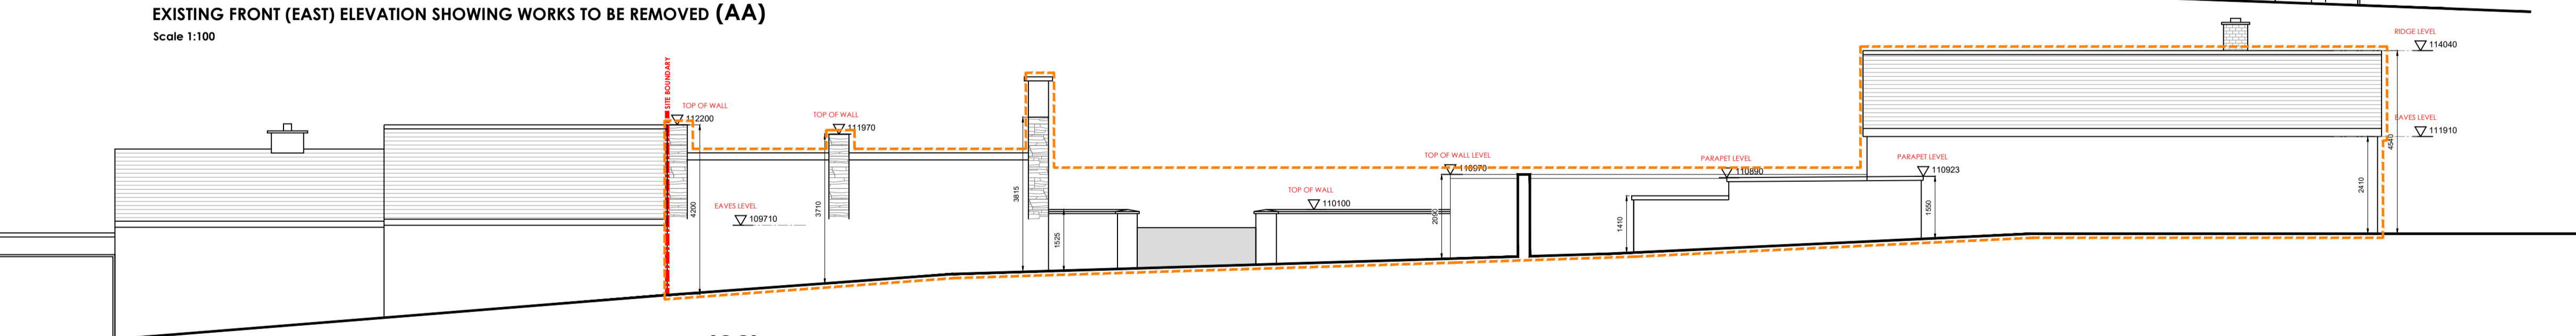 EXISTING FRONT (EAST) ELEVATION SHOWING WORKS TO BE REMOVED (AA)
Scale 1:100
SITE BOUNDARY
TOP OF WALL
112200
TOP OF WALL
111970
RIDGE LEVEL
114040
EAVES LEVEL
111910
TOP OF WALL LEVEL
110970
PARAPET LEVEL
110890
PARAPET LEVEL
110923
TOP OF WALL
110100
EAVES LEVEL
109710
4200
3710
3815
1525
2090
1410
1550
2410
4540